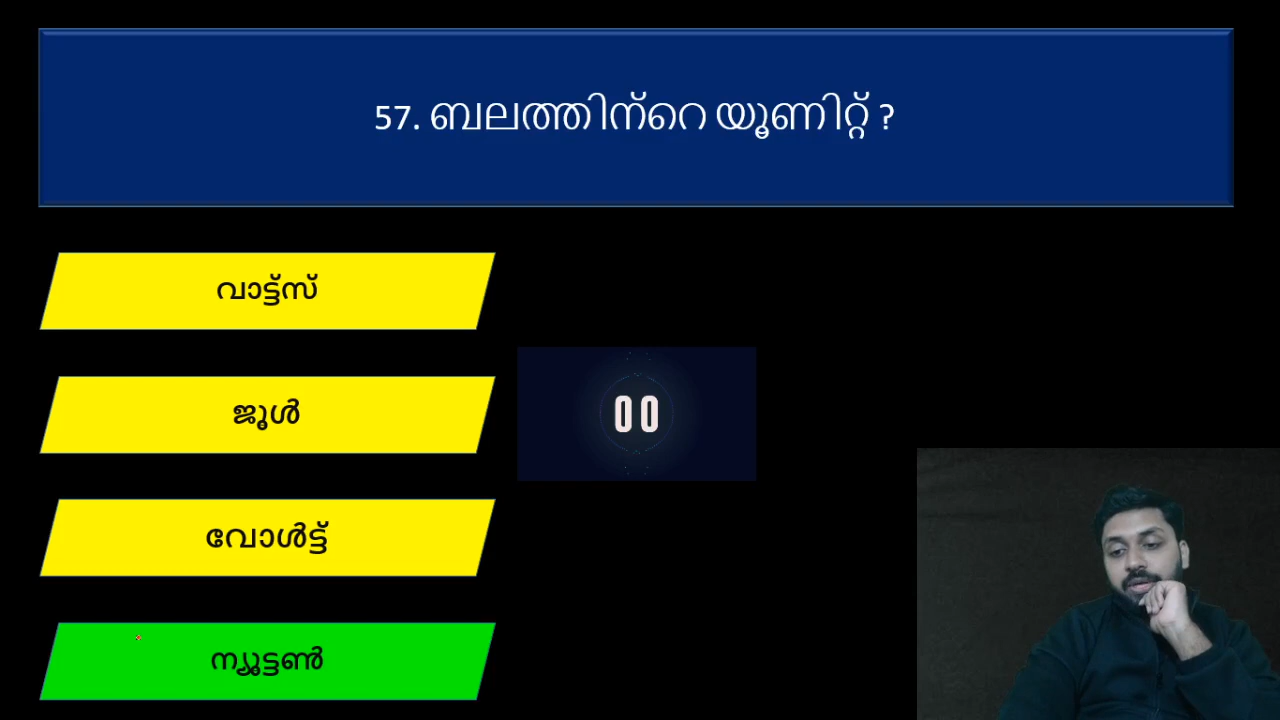 57. ബലത്തിന്റെ യൂണിറ്റ് ?
വാട്ട്സ്
ജൂൾ
00
വോൾട്ട്
ന്യൂട്ടൺ